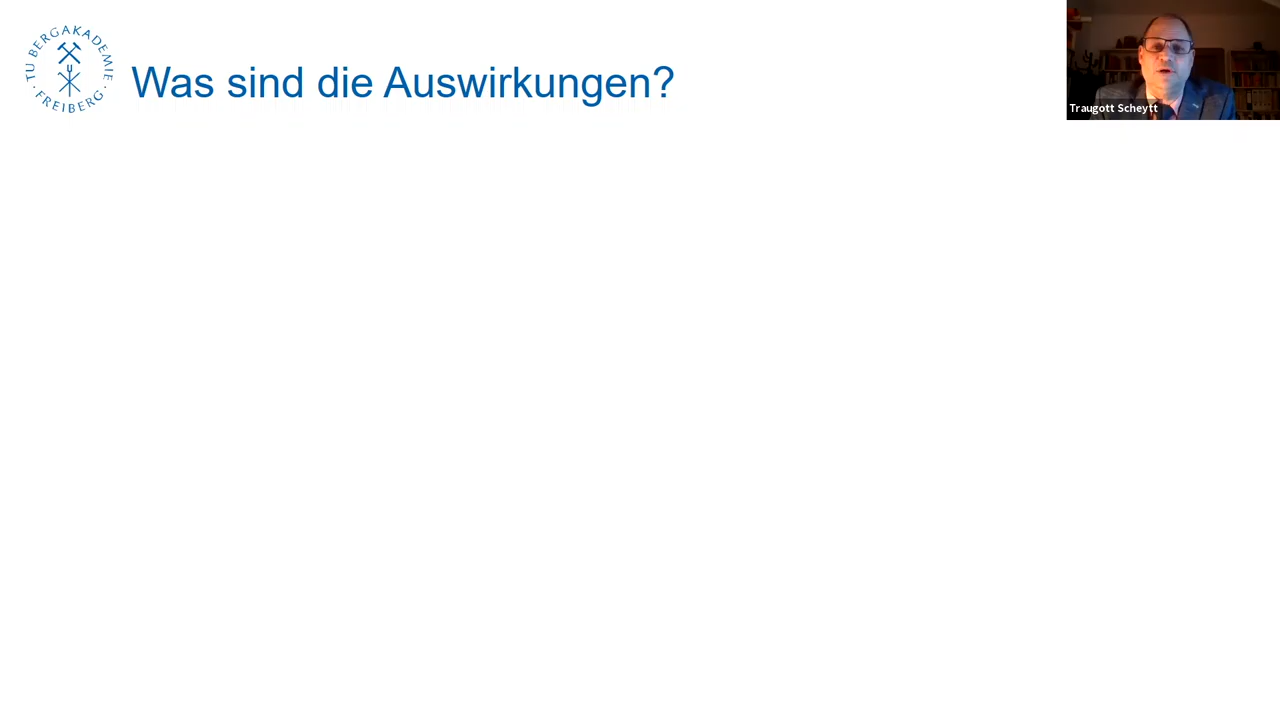 TU BERGAKADEMIE
· FREIBERG ·
Was sind die Auswirkungen?
Traugott Scheytt